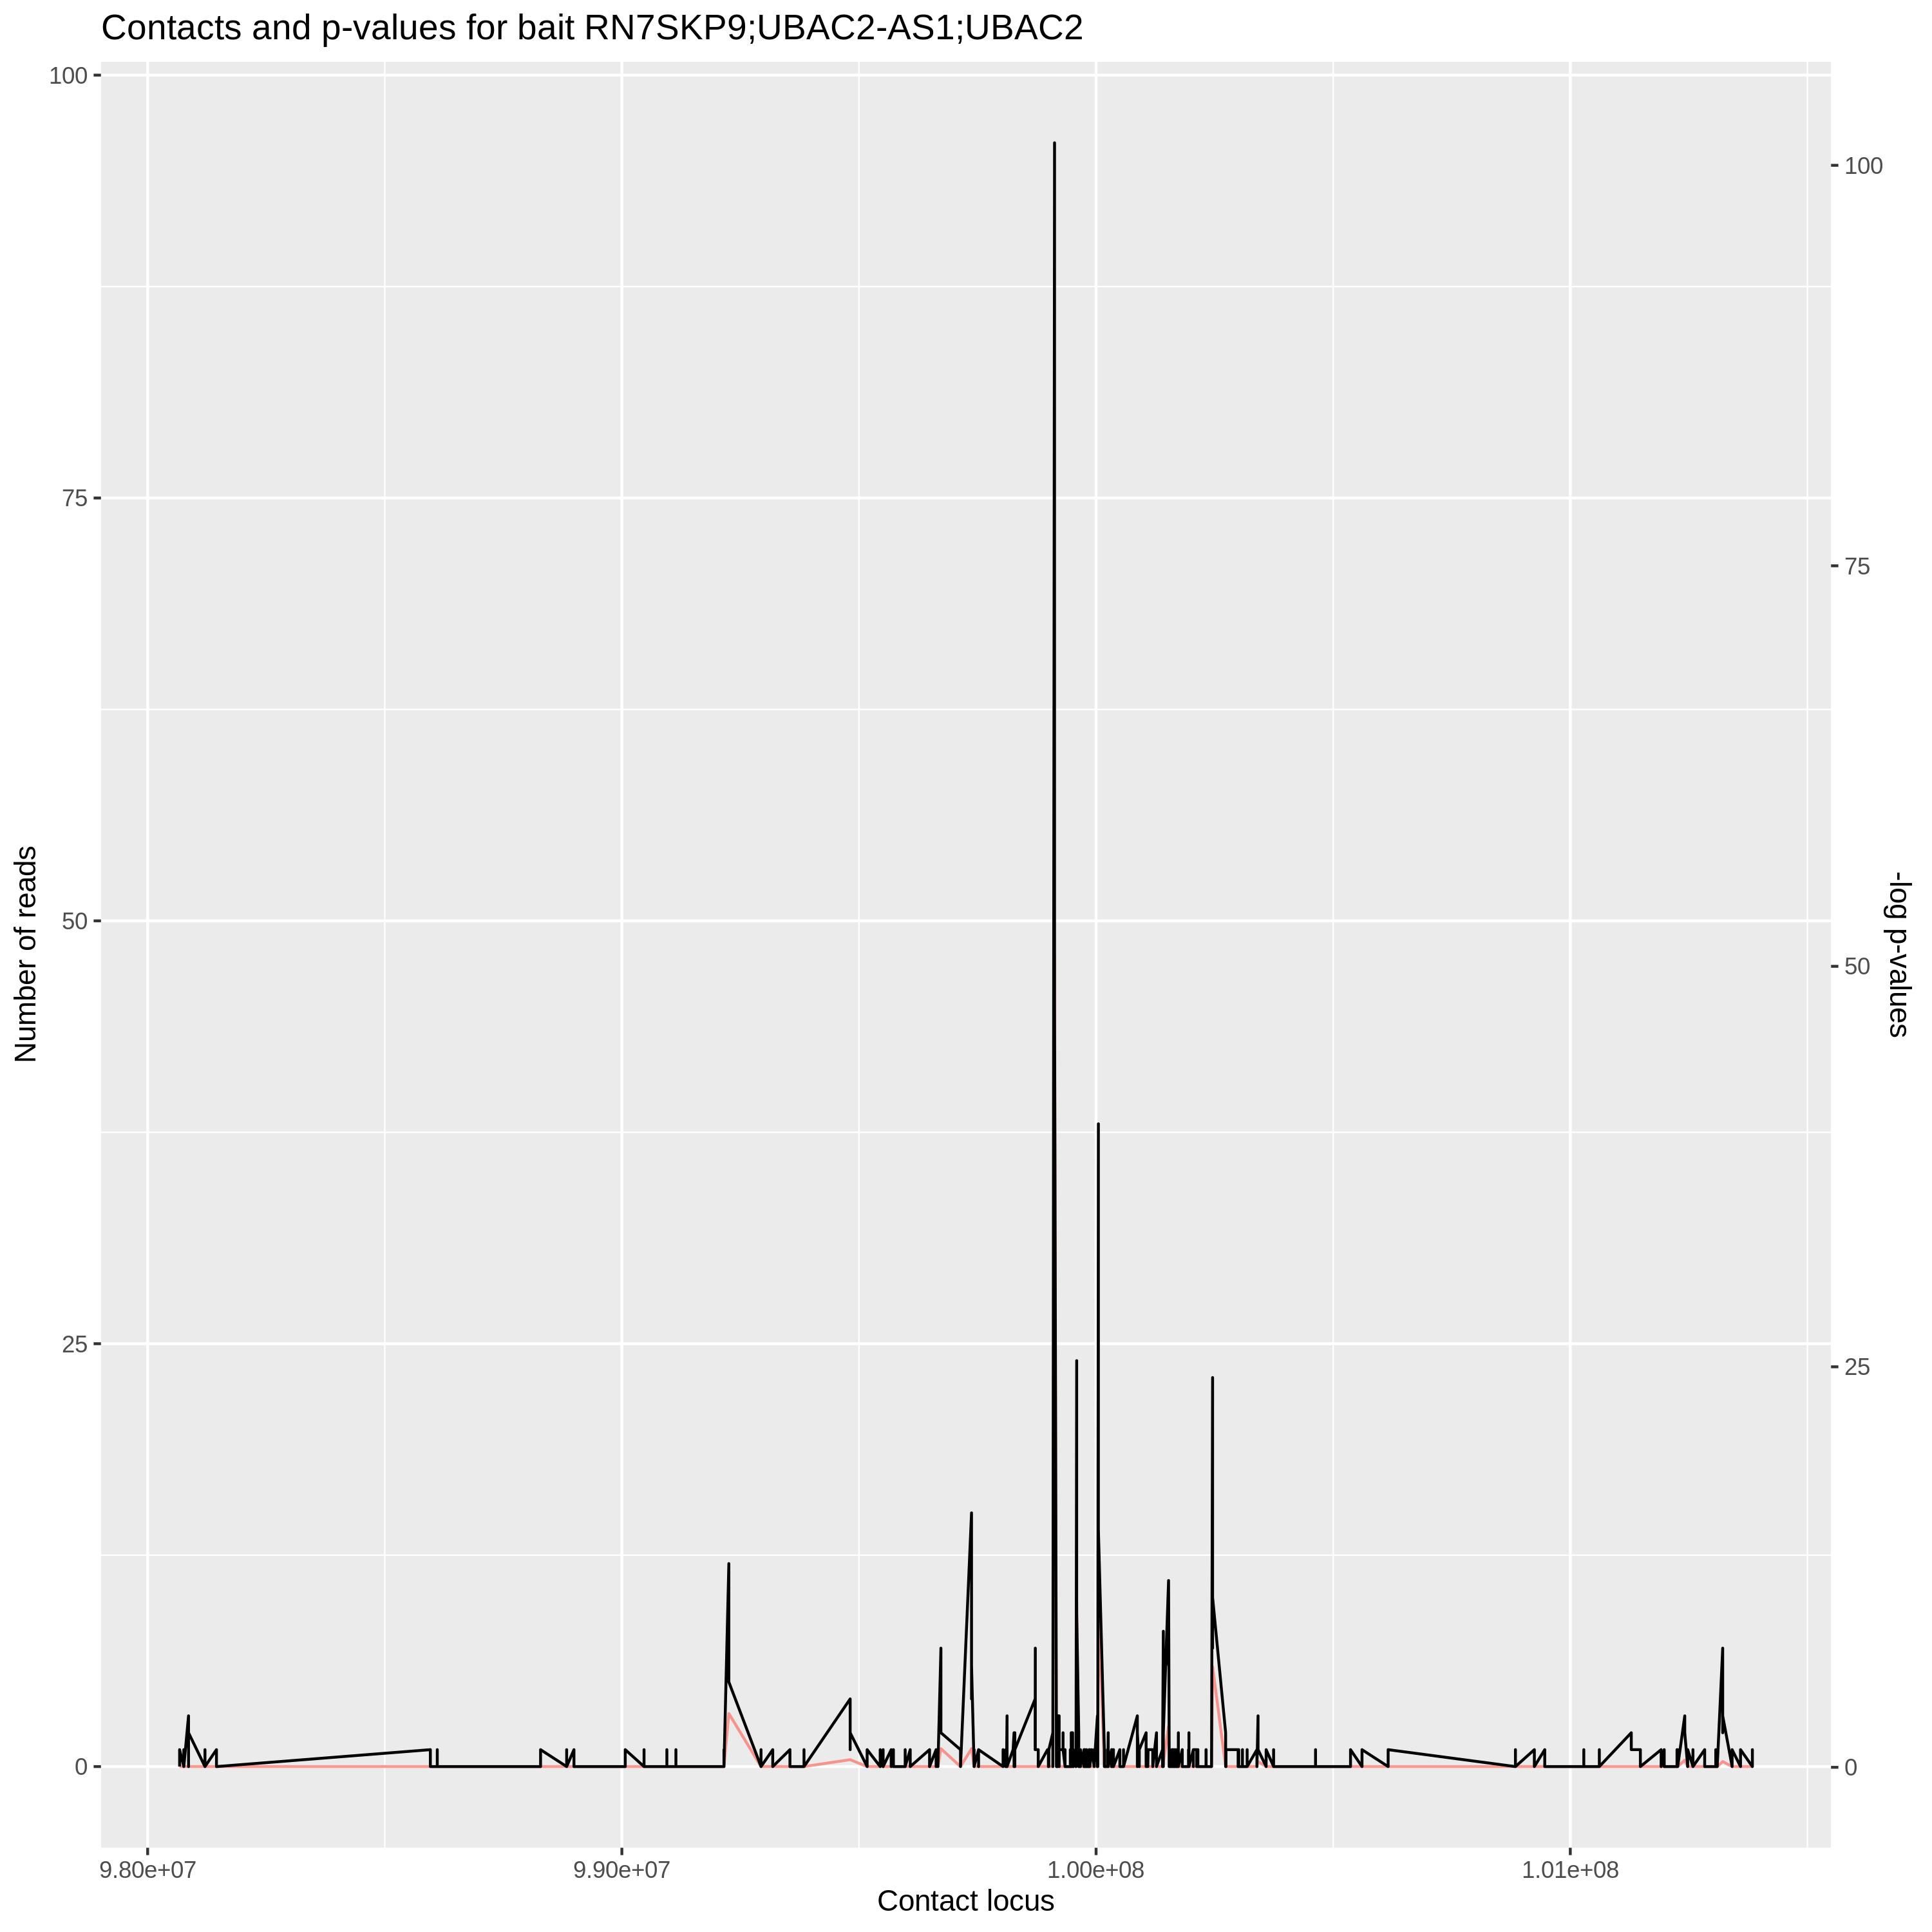 Contacts and p-values for bait RN7SKP9;UBAC2-AS1;UBAC2
100
75
50
25
0
Number of reads
100
75
50
25
0
-log p-values
9.80e+07
9.90e+07
1.00e+08
1.01e+08
Contact locus